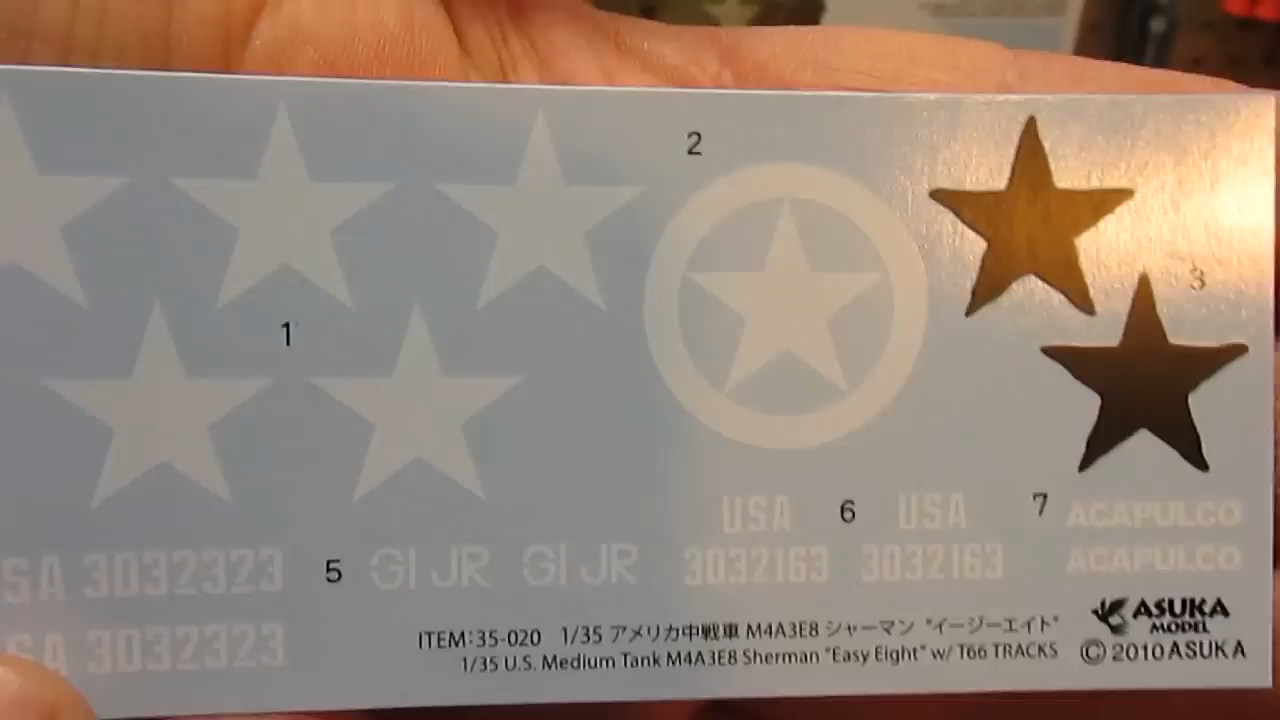 2
3
1
USA 6 USA 7 ACAPULCO
SA 3032323 5 GI JR GI JR 3032163 3032163 ACAPULCO
SA 3032323
ASUKA MODEL
ITEM:35-020 1/35 アメリカ中戦車 M4A3E8 シャーマン "イージーエイト"
1/35 U.S. Medium Tank M4A3E8 Sherman "Easy Eight" w/ T66 TRACKS
Ⓒ 2010 ASUKA